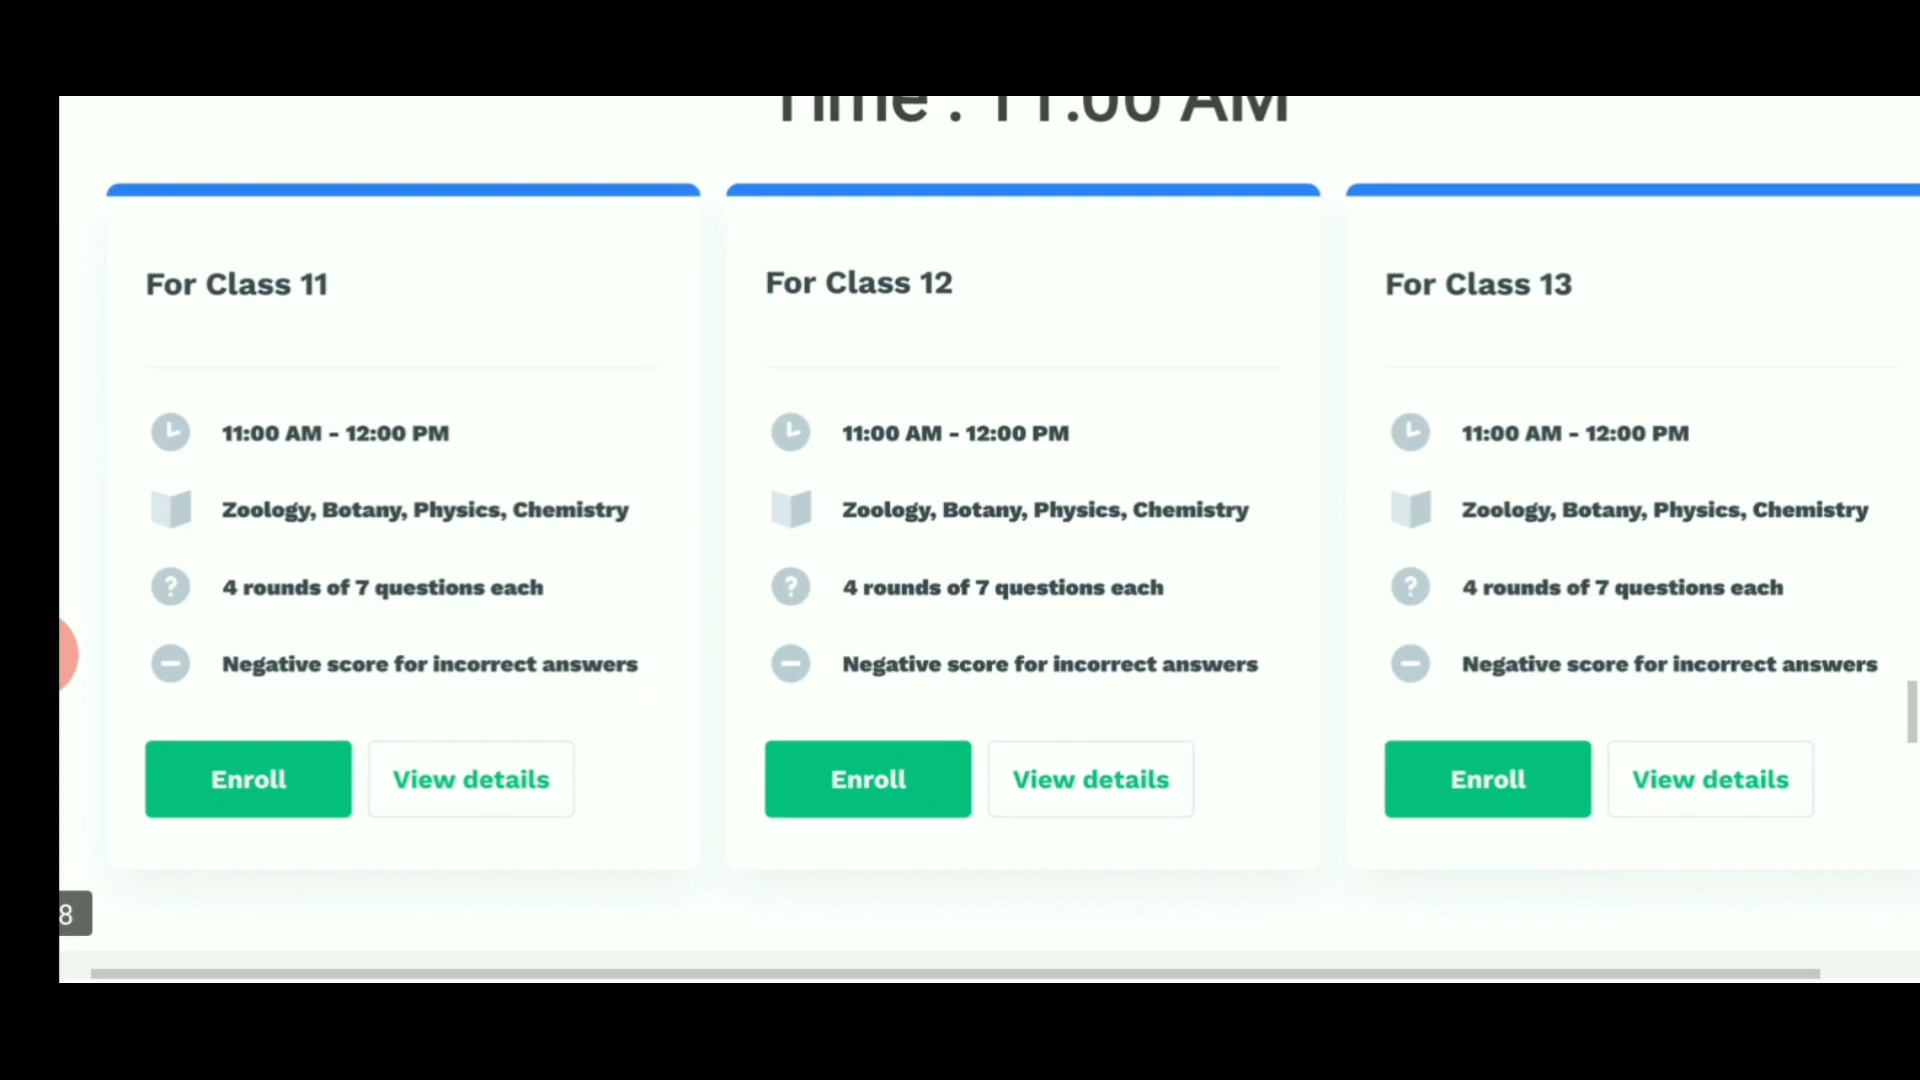 Time : 11:00 AM
For Class 11
11:00 AM - 12:00 PM
Zoology, Botany, Physics, Chemistry
4 rounds of 7 questions each
Negative score for incorrect answers
Enroll
View details
For Class 12
11:00 AM - 12:00 PM
Zoology, Botany, Physics, Chemistry
4 rounds of 7 questions each
Negative score for incorrect answers
Enroll
View details
For Class 13
11:00 AM - 12:00 PM
Zoology, Botany, Physics, Chemistry
4 rounds of 7 questions each
Negative score for incorrect answers
Enroll
View details
8